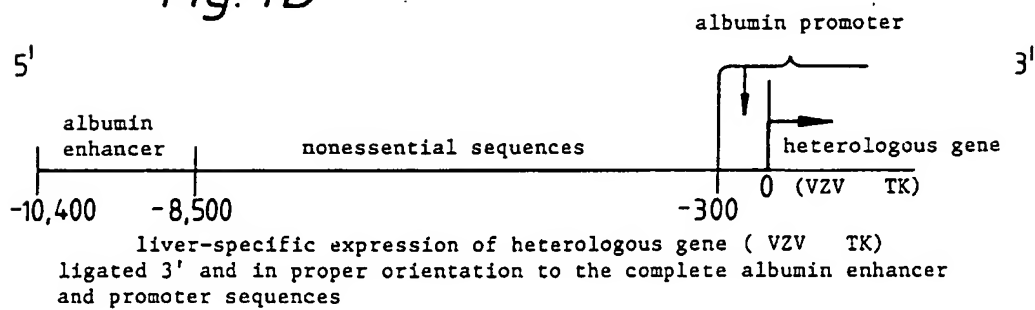 Fig. 1B
albumin promoter
5' 3'
albumin
enhancer nonessential sequences heterologous gene
-10,400 -8,500 -300 0 (VZV TK)
liver-specific expression of heterologous gene ( VZV TK)
ligated 3' and in proper orientation to the complete albumin enhancer
and promoter sequences